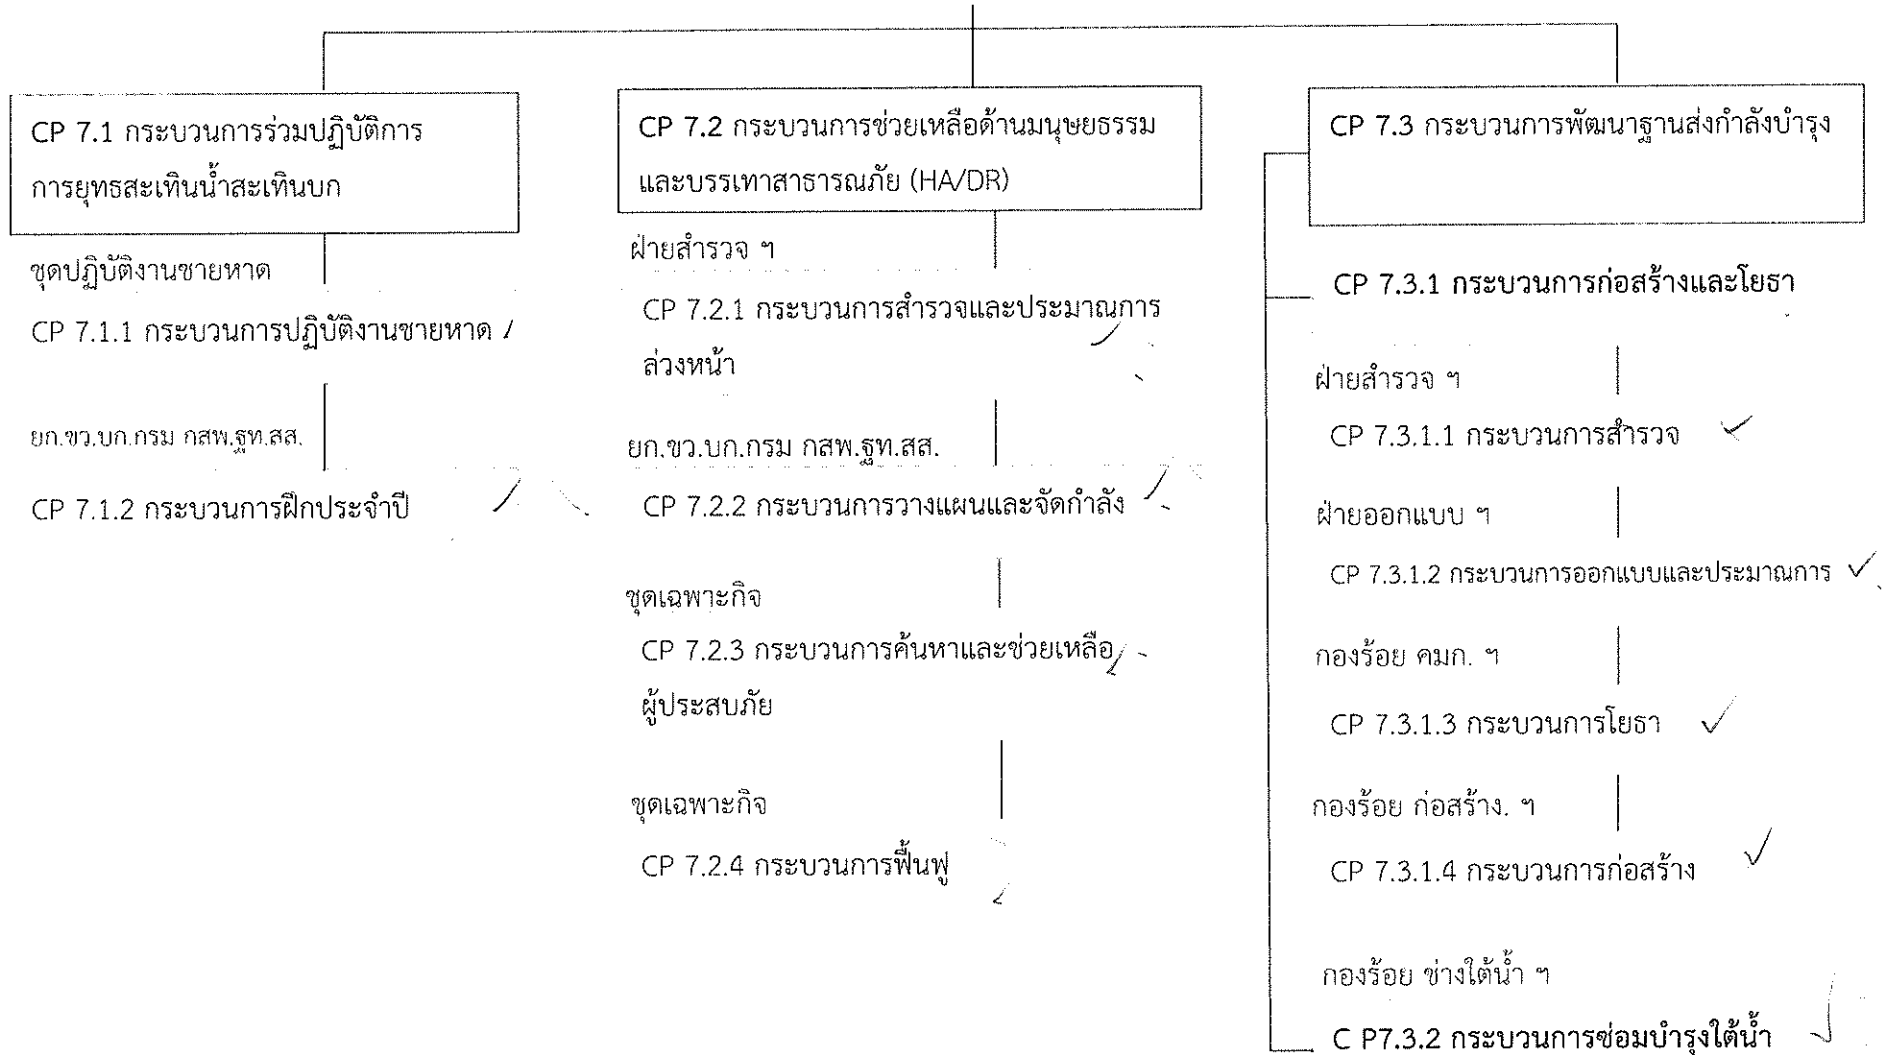 CP 7.1 กระบวนการร่วมปฏิบัติการ
การยุทธสะเทินน้ำสะเทินบก
ชุดปฏิบัติงานชายหาด
CP 7.1.1 กระบวนการปฏิบัติงานชายหาด
ยก.ขว.บก.กรม กสพ.ฐท.สส.
CP 7.1.2 กระบวนการฝึกประจำปี
CP 7.2 กระบวนการช่วยเหลือด้านมนุษยธรรม
และบรรเทาสาธารณภัย (HA/DR)
ฝ่ายสำรวจ ฯ
CP 7.2.1 กระบวนการสำรวจและประมาณการ
ล่วงหน้า
ยก.ขว.บก.กรม กสพ.ฐท.สส.
CP 7.2.2 กระบวนการวางแผนและจัดกำลัง
ชุดเฉพาะกิจ
CP 7.2.3 กระบวนการค้นหาและช่วยเหลือ
ผู้ประสบภัย
ชุดเฉพาะกิจ
CP 7.2.4 กระบวนการฟื้นฟู
CP 7.3 กระบวนการพัฒนาฐานส่งกำลังบำรุง
CP 7.3.1 กระบวนการก่อสร้างและโยธา
ฝ่ายสำรวจ ฯ
CP 7.3.1.1 กระบวนการสำรวจ
ฝ่ายออกแบบ ฯ
CP 7.3.1.2 กระบวนการออกแบบและประมาณการ
กองร้อย คมก. ฯ
CP 7.3.1.3 กระบวนการโยธา
กองร้อย ก่อสร้าง. ฯ
CP 7.3.1.4 กระบวนการก่อสร้าง
กองร้อย ช่างใต้น้ำ ฯ
C P7.3.2 กระบวนการซ่อมบำรุงใต้น้ำ